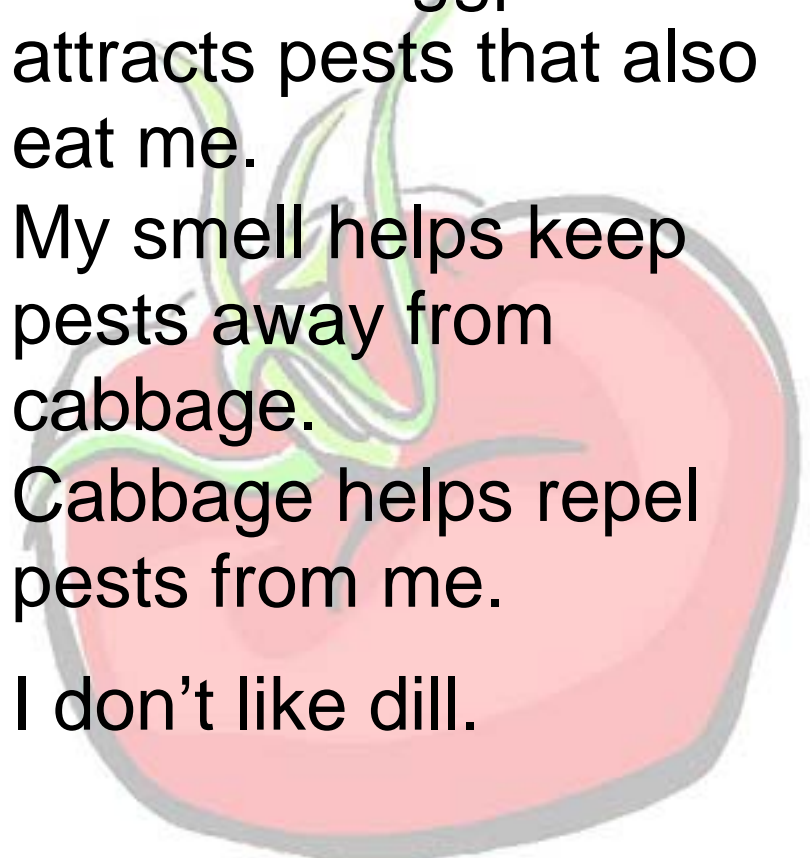 attracts pests that also
eat me.
My smell helps keep
pests away from
cabbage.
Cabbage helps repel
pests from me.
I don’t like dill.